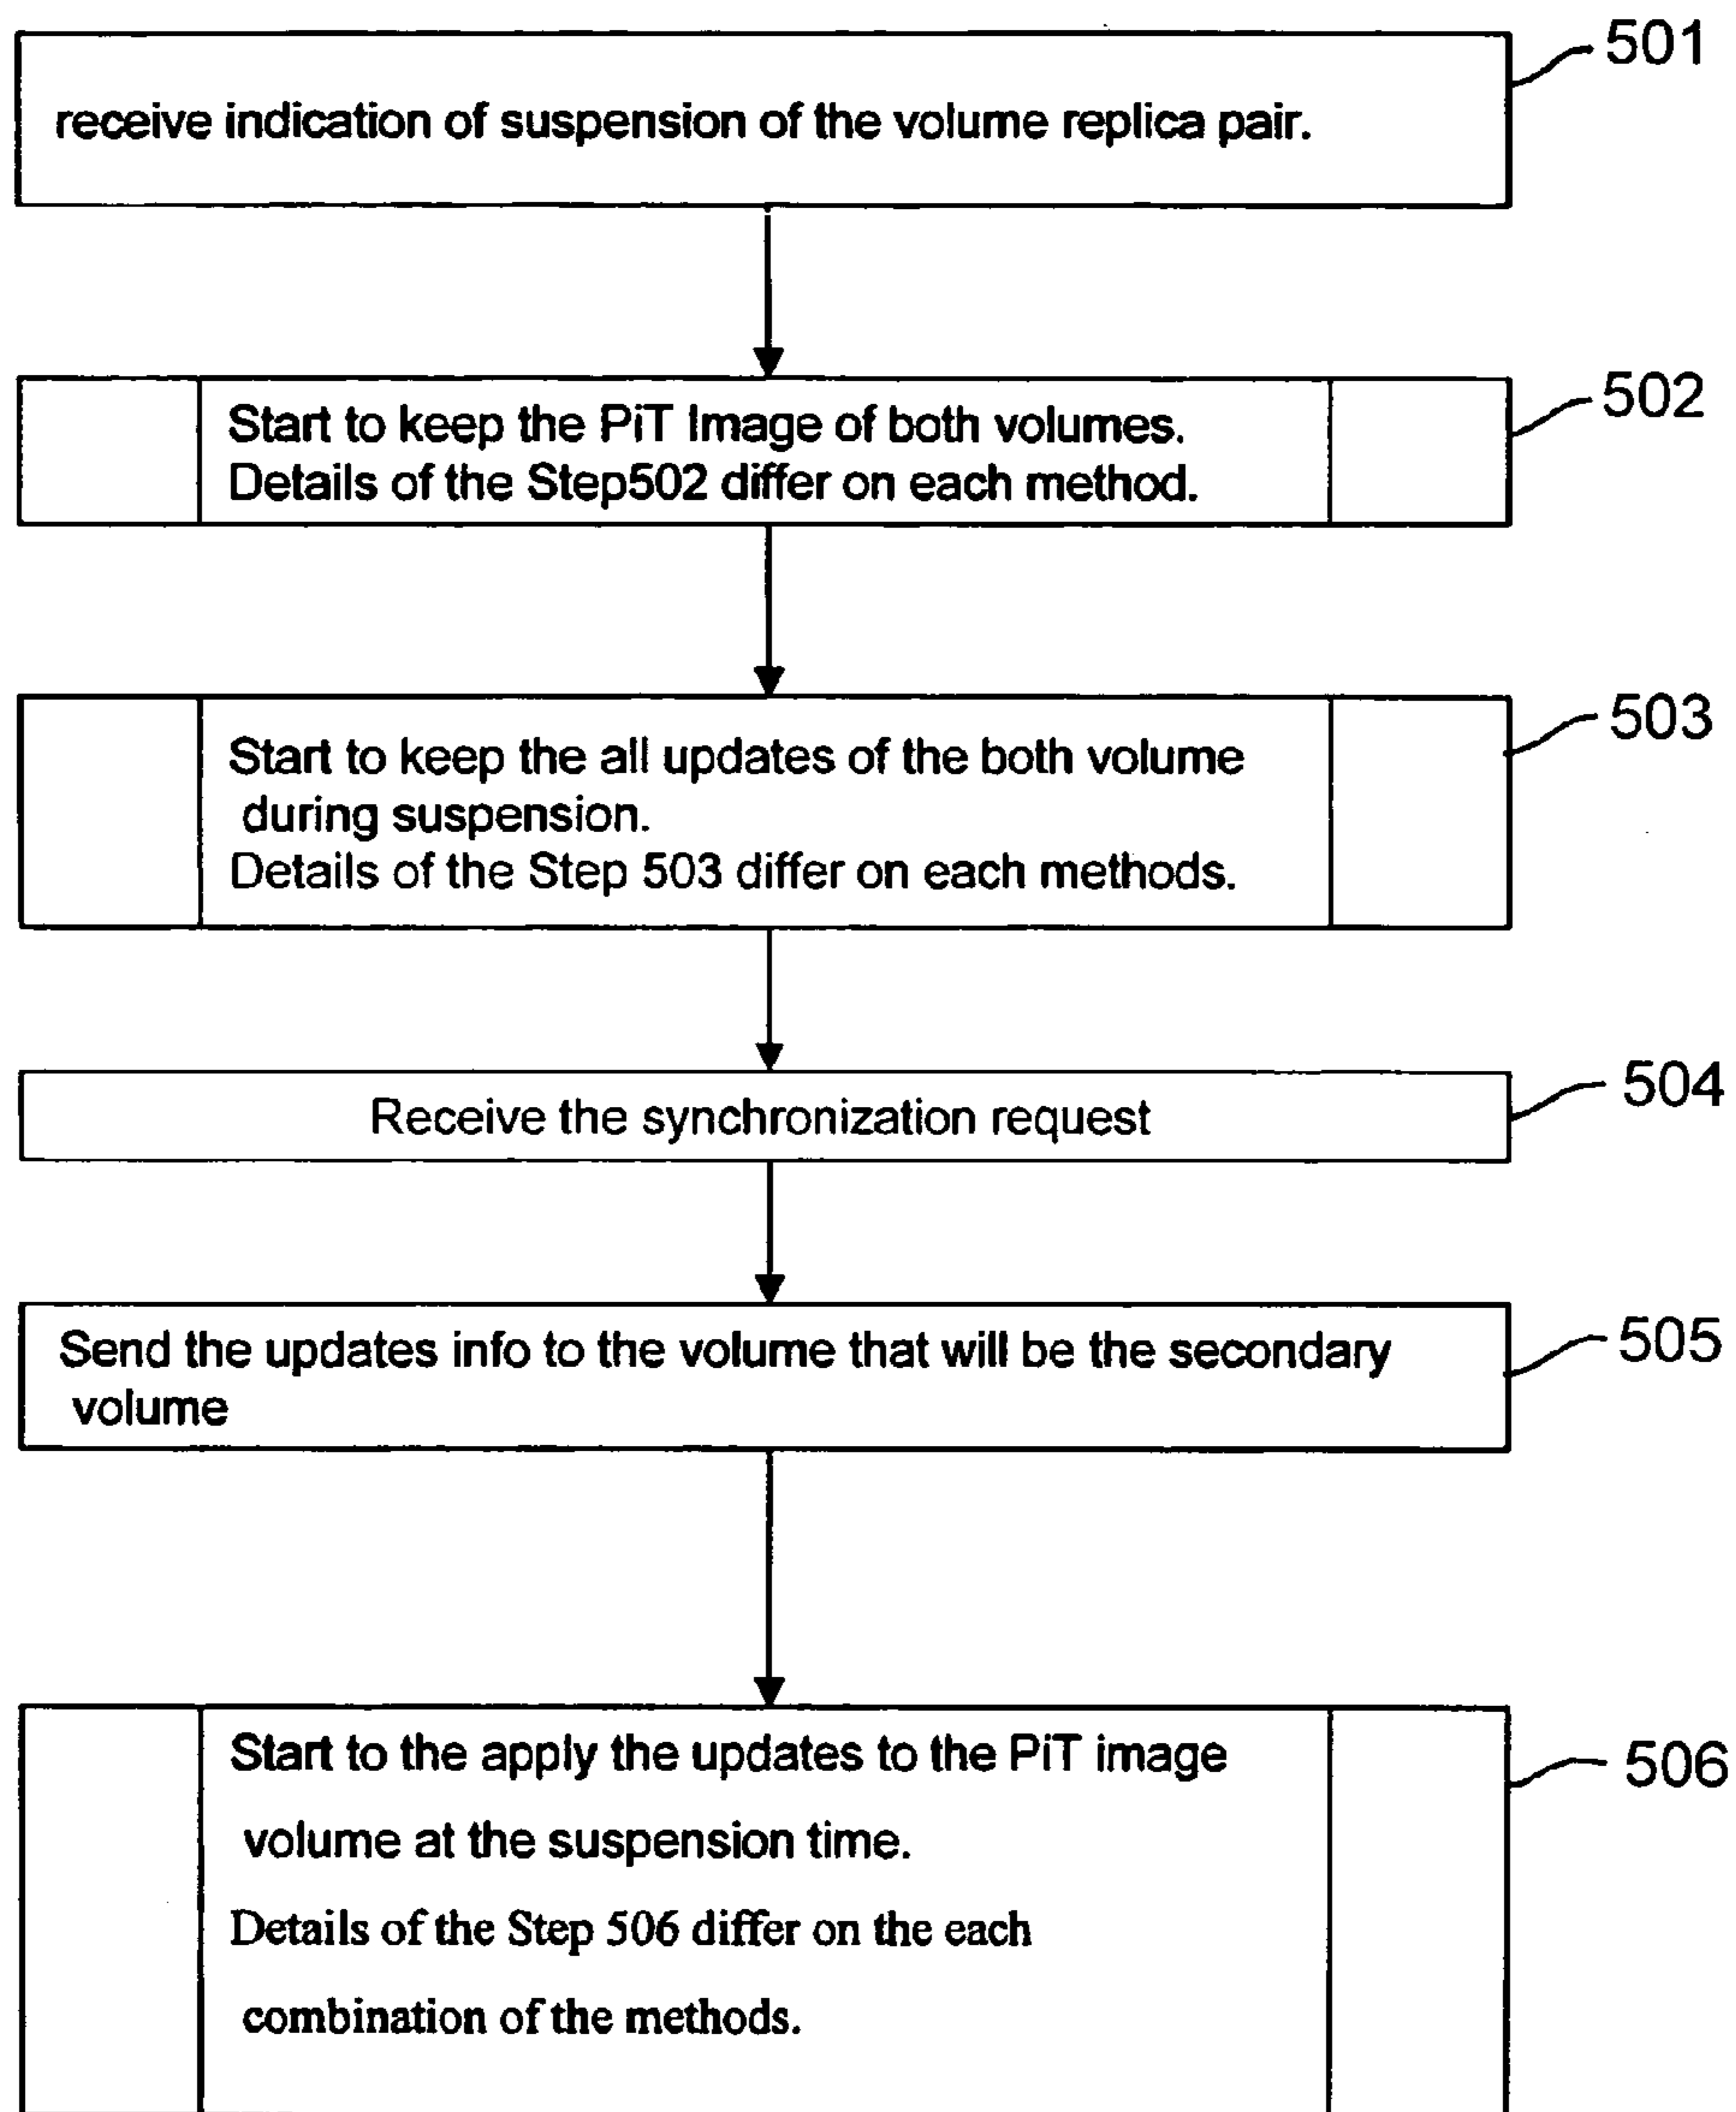 501
receive indication of suspension of the volume replica pair.
502
Start to keep the PiT Image of both volumes.
Details of the Step502 differ on each method.
503
Start to keep the all updates of the both volume
during suspension.
Details of the Step 503 differ on each methods.
504
Receive the synchronization request
505
Send the updates info to the volume that will be the secondary
volume
506
Start to the apply the updates to the PiT image
volume at the suspension time.
Details of the Step 506 differ on the each
combination of the methods.